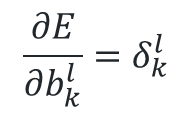 ∂E/∂b_k^l = δ_k^l